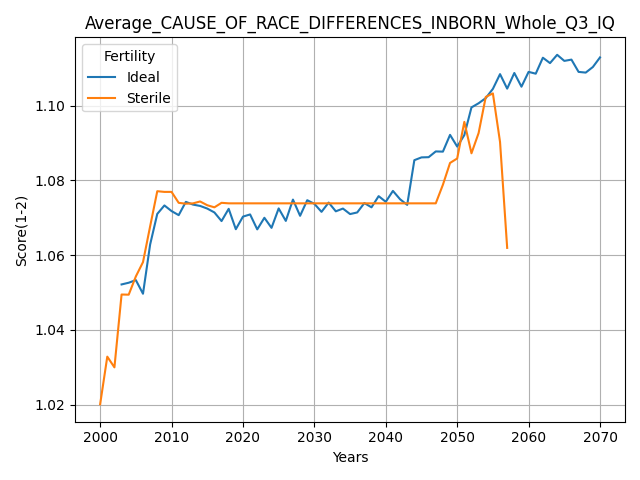 Average_CAUSE_OF_RACE_DIFFERENCES_INBORN_Whole_Q3_IQ
Fertility
Ideal
Sterile
Score(1-2)
1.10
1.08
1.06
1.04
1.02
2000 2010 2020 2030 2040 2050 2060 2070
Years